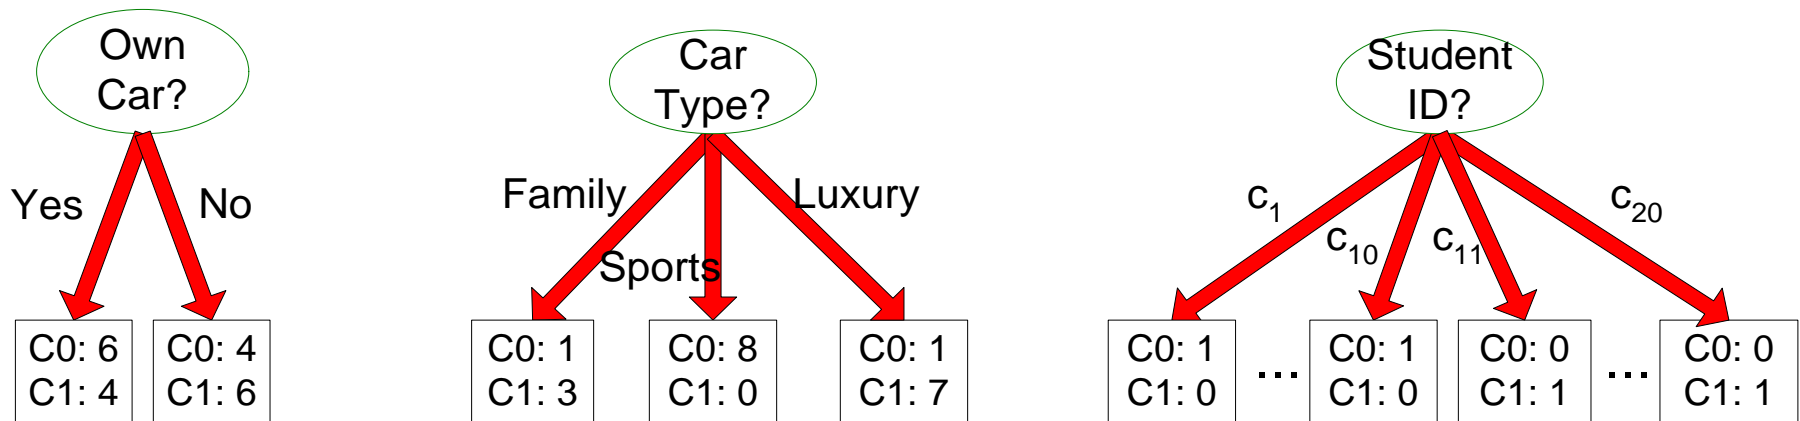 Own
Car?
Yes
No
C0: 6
C1: 4
C0: 4
C1: 6
Car
Type?
Family
Sports
Luxury
C0: 1
C1: 3
C0: 8
C1: 0
C0: 1
C1: 7
Student
ID?
c1
c10
c11
c20
C0: 1
C1: 0
...
C0: 1
C1: 0
C0: 0
C1: 1
...
C0: 0
C1: 1